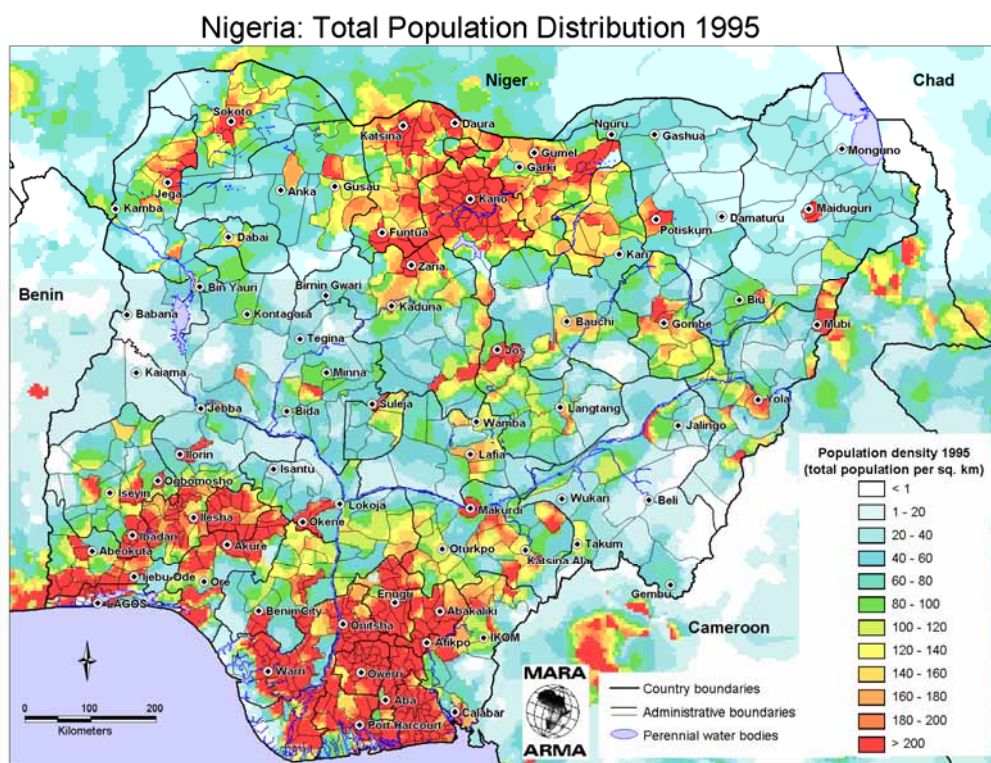 Nigeria: Total Population Distribution 1995
Niger
Chad
Sokoto
Katsina
Daura
Nguru
Gashua
Gumel
Garki
Monguno
Jega
Anka
Gusau
Kano
Kamba
Potiskum
Damaturu
Maiduguri
Dabai
Funtua
Zaria
Kari
Benin
Bin Yauri
Birnin Gwari
Kaduna
Biu
Babana
Kontagora
Bauchi
Gombe
Mubi
Tegina
Jos
Kaiama
Minna
Jebba
Bida
Suleja
Wamba
Langtang
Yola
Jalingo
Ilorin
Isantu
Lafia
Ogbomosho
Iseyin
Lokoja
Makurdi
Wukari
Beli
Ilesha
Okene
Ibadan
Akure
Abeokuta
Oturkpo
Takum
Katsina Ala
Ijebu-Ode
Ore
Gembu
LAGOS
Benin City
Enugu
Abakaliki
Onitsha
Afikpo
IKOM
Cameroon
Warri
Owerri
Aba
Calabar
Port-Harcourt
Population density 1995
(total population per sq. km)
< 1
1 - 20
20 - 40
40 - 60
60 - 80
80 - 100
100 - 120
120 - 140
140 - 160
160 - 180
180 - 200
> 200
MARA
ARMA
Country boundaries
Administrative boundaries
Perennial water bodies
0 100 200
Kilometers